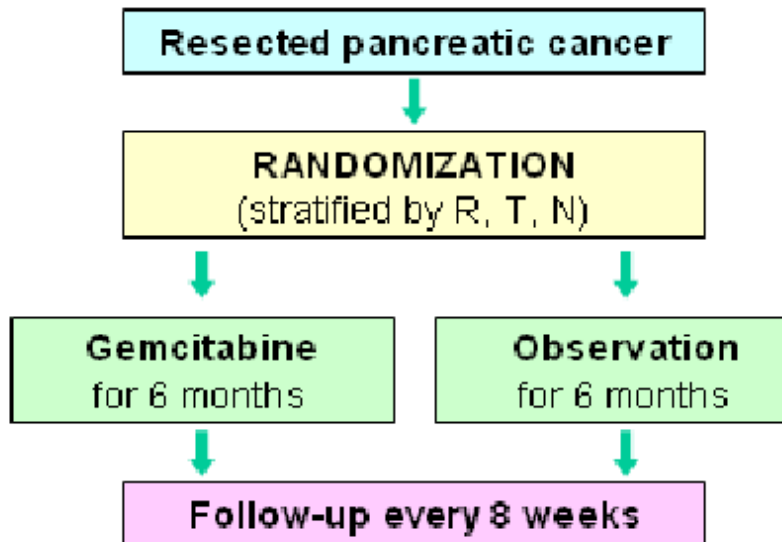 Resected pancreatic cancer
RANDOMIZATION
(stratified by R, T, N)
Gemcitabine
for 6 months
Observation
for 6 months
Follow-up every 8 weeks